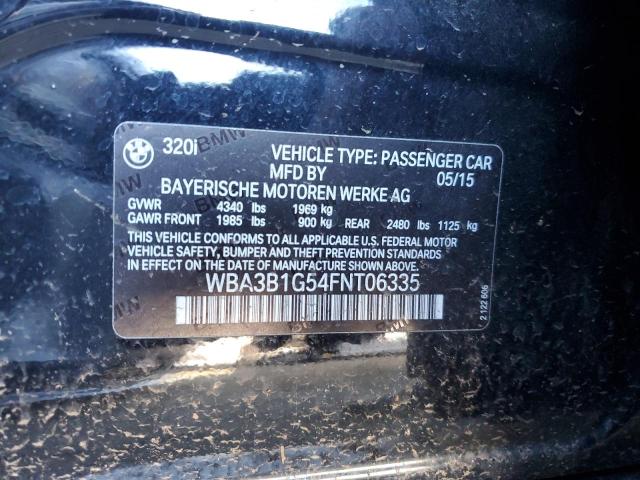 BMW
320i
VEHICLE TYPE: PASSENGER CAR
MFD BY 05/15
BAYERISCHE MOTOREN WERKE AG
GVWR 4340 lbs 1969 kg
GAWR FRONT 1985 lbs 900 kg REAR 2480 lbs 1125 kg
THIS VEHICLE CONFORMS TO ALL APPLICABLE U.S. FEDERAL MOTOR
VEHICLE SAFETY, BUMPER AND THEFT PREVENTION STANDARDS
IN EFFECT ON THE DATE OF MANUFACTURE SHOWN ABOVE.
WBA3B1G54FNT06335
2 122 606